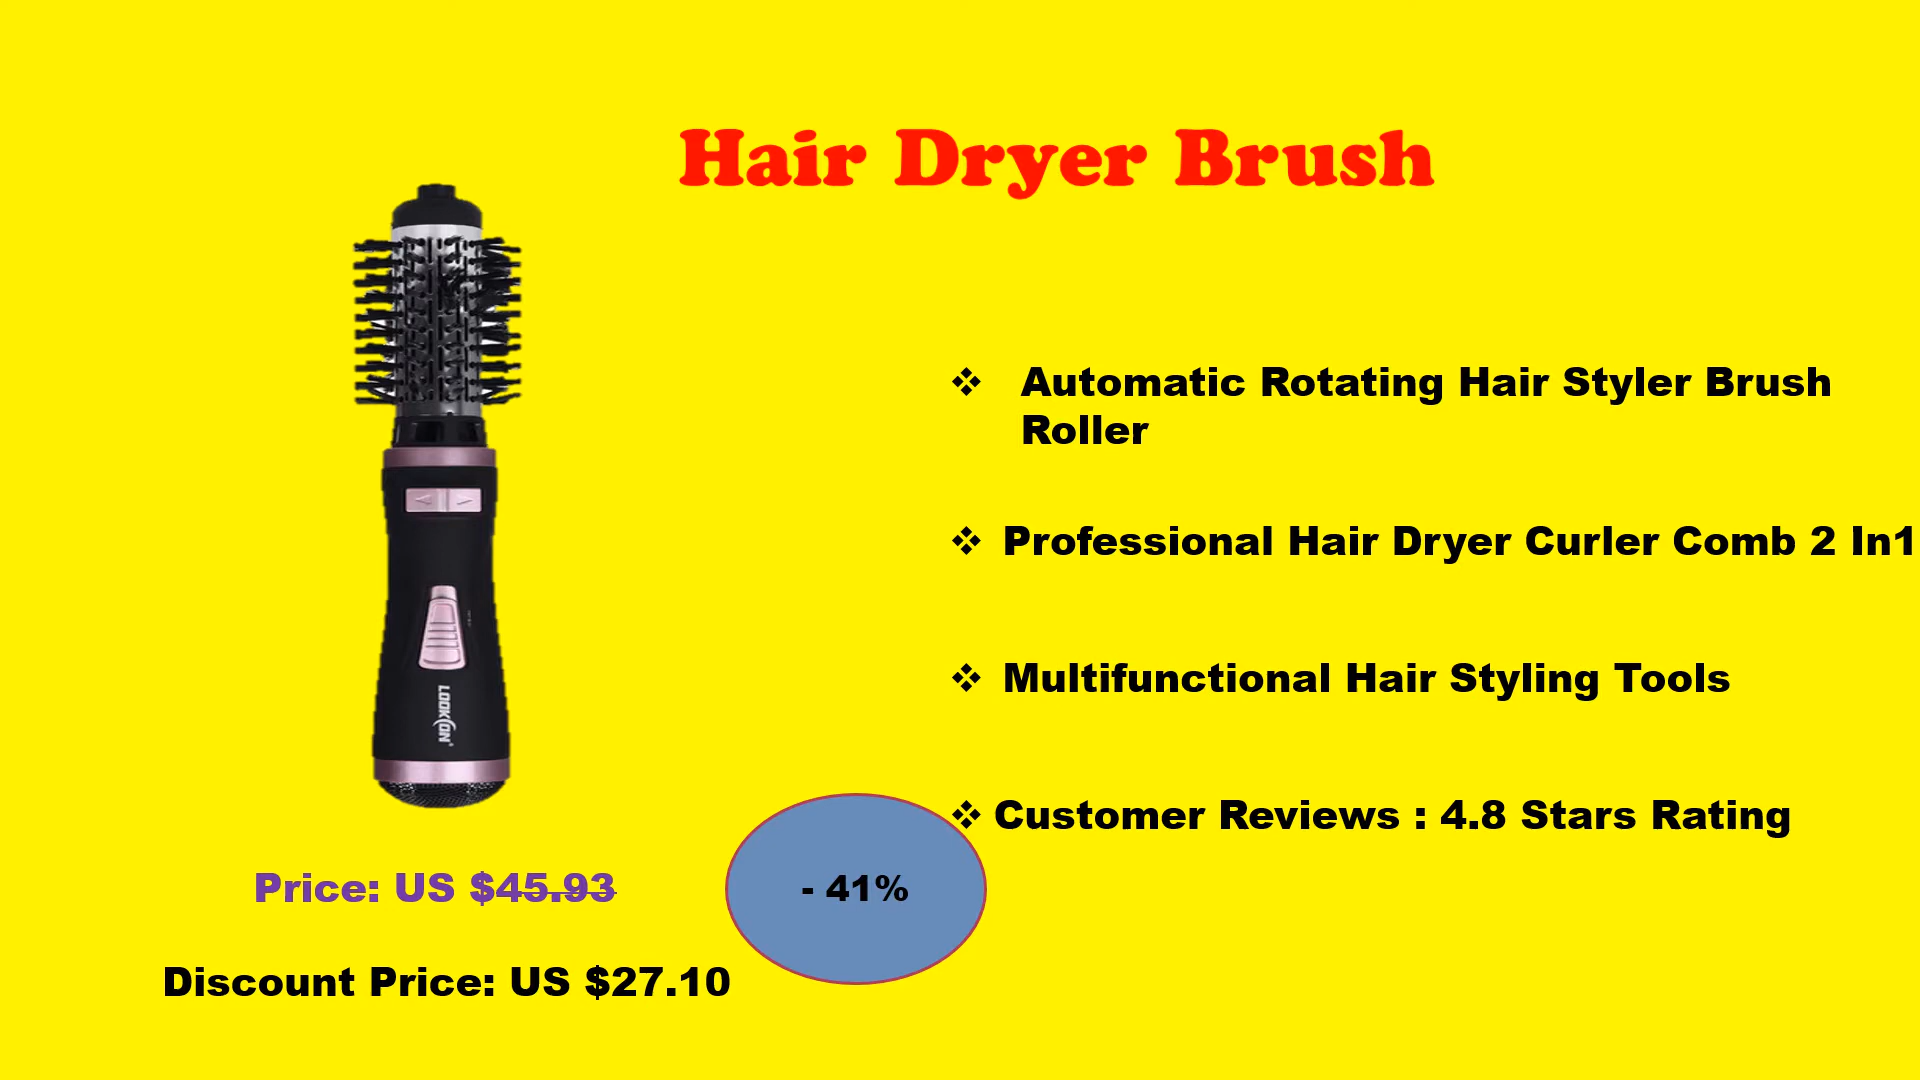 Hair Dryer Brush
❖ Automatic Rotating Hair Styler Brush
Roller
❖ Professional Hair Dryer Curler Comb 2 In1
❖ Multifunctional Hair Styling Tools
❖ Customer Reviews : 4.8 Stars Rating
LOOKON
Price: US $45.93
- 41%
Discount Price: US $27.10